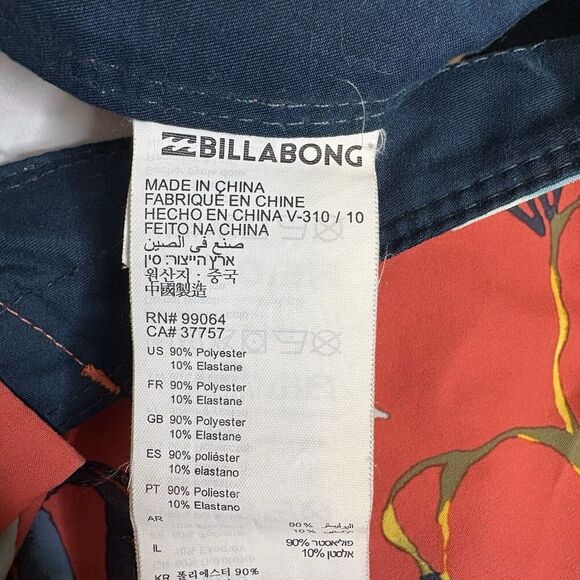 BILLABONG
MADE IN CHINA
FABRIQUÉ EN CHINE
HECHO EN CHINA V-310 / 10
FEITO NA CHINA
صنع في الصين
ארץ הייצור: סין
원산지 : 중국
中國製造
RN# 99064
CA# 37757
US 90% Polyester
10% Elastane
FR 90% Polyester
10% Elastane
GB 90% Polyester
10% Elastane
ES 90% poliéster
10% elastano
PT 90% Poliester
10% Elastano
AR 90%
10%
IL 90% פוליאסטר
10% אלסטן
KR 폴리에스터 90%